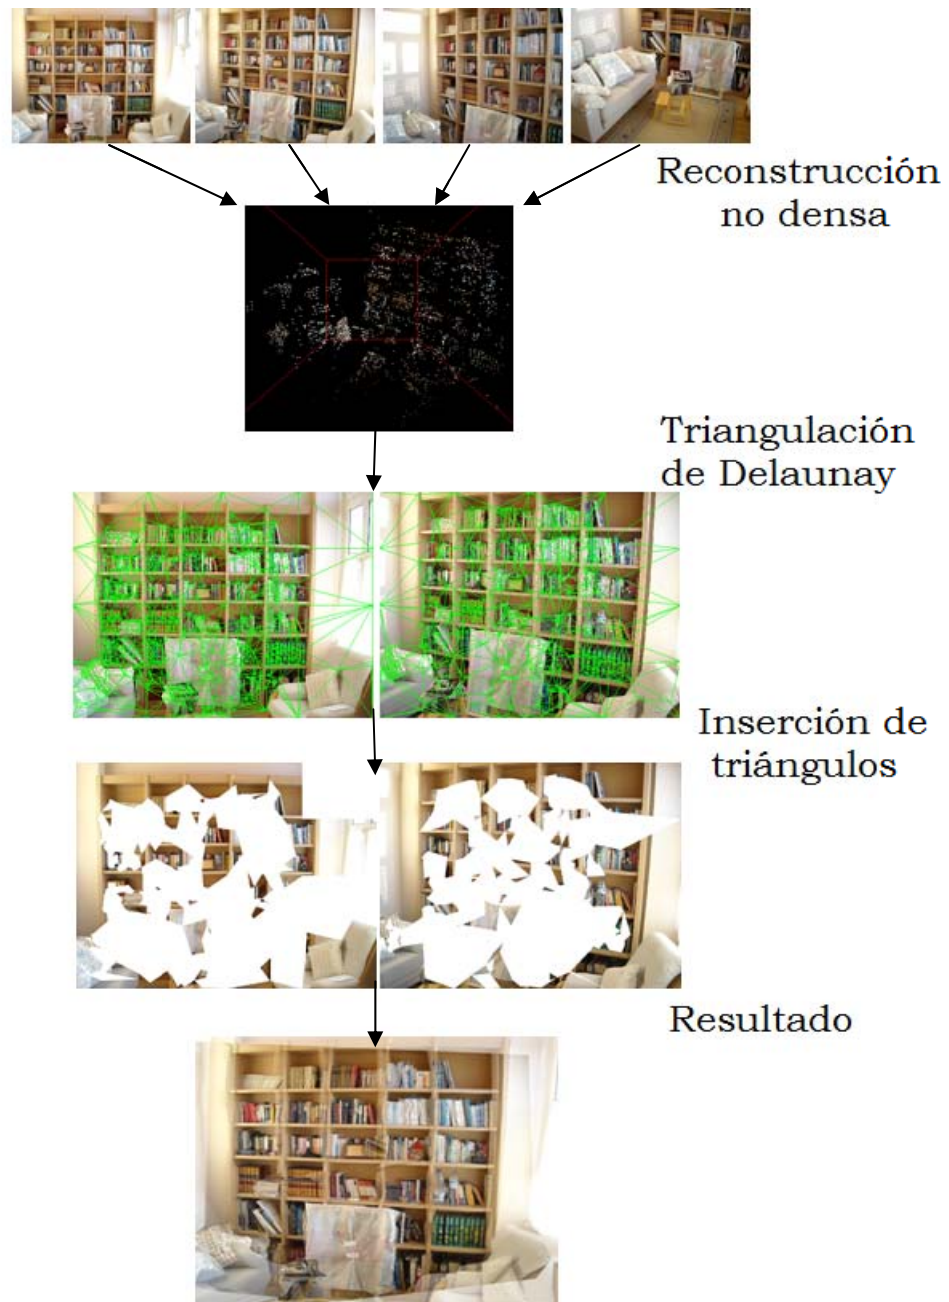 Reconstrucción
no densa
Triangulación
de Delaunay
Inserción de
triángulos
Resultado